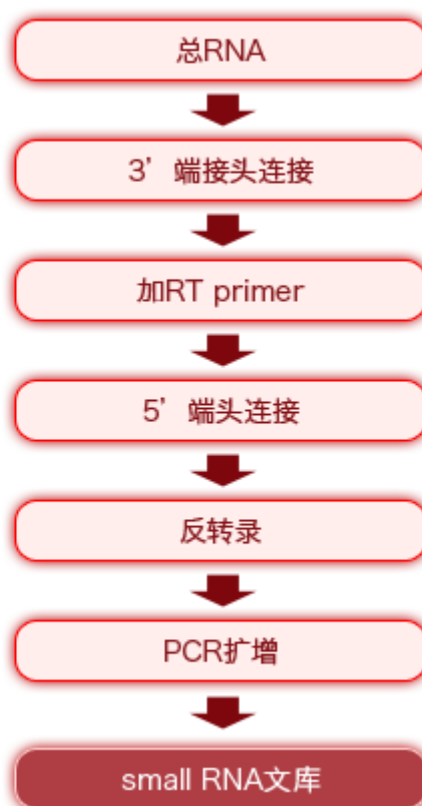 总RNA
3’端接头连接
加RT primer
5’端头连接
反转录
PCR扩增
small RNA文库